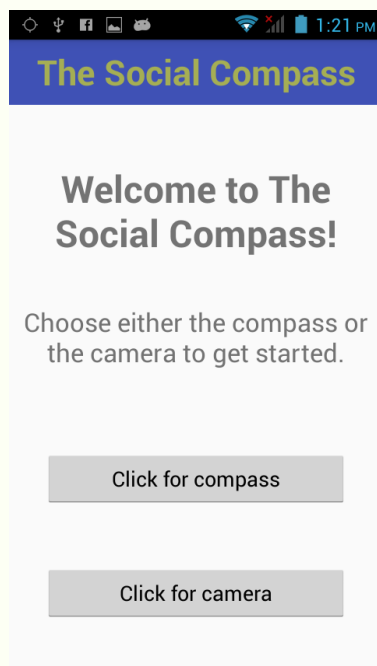 1:21 PM
The Social Compass
Welcome to The
Social Compass!
Choose either the compass or
the camera to get started.
Click for compass
Click for camera